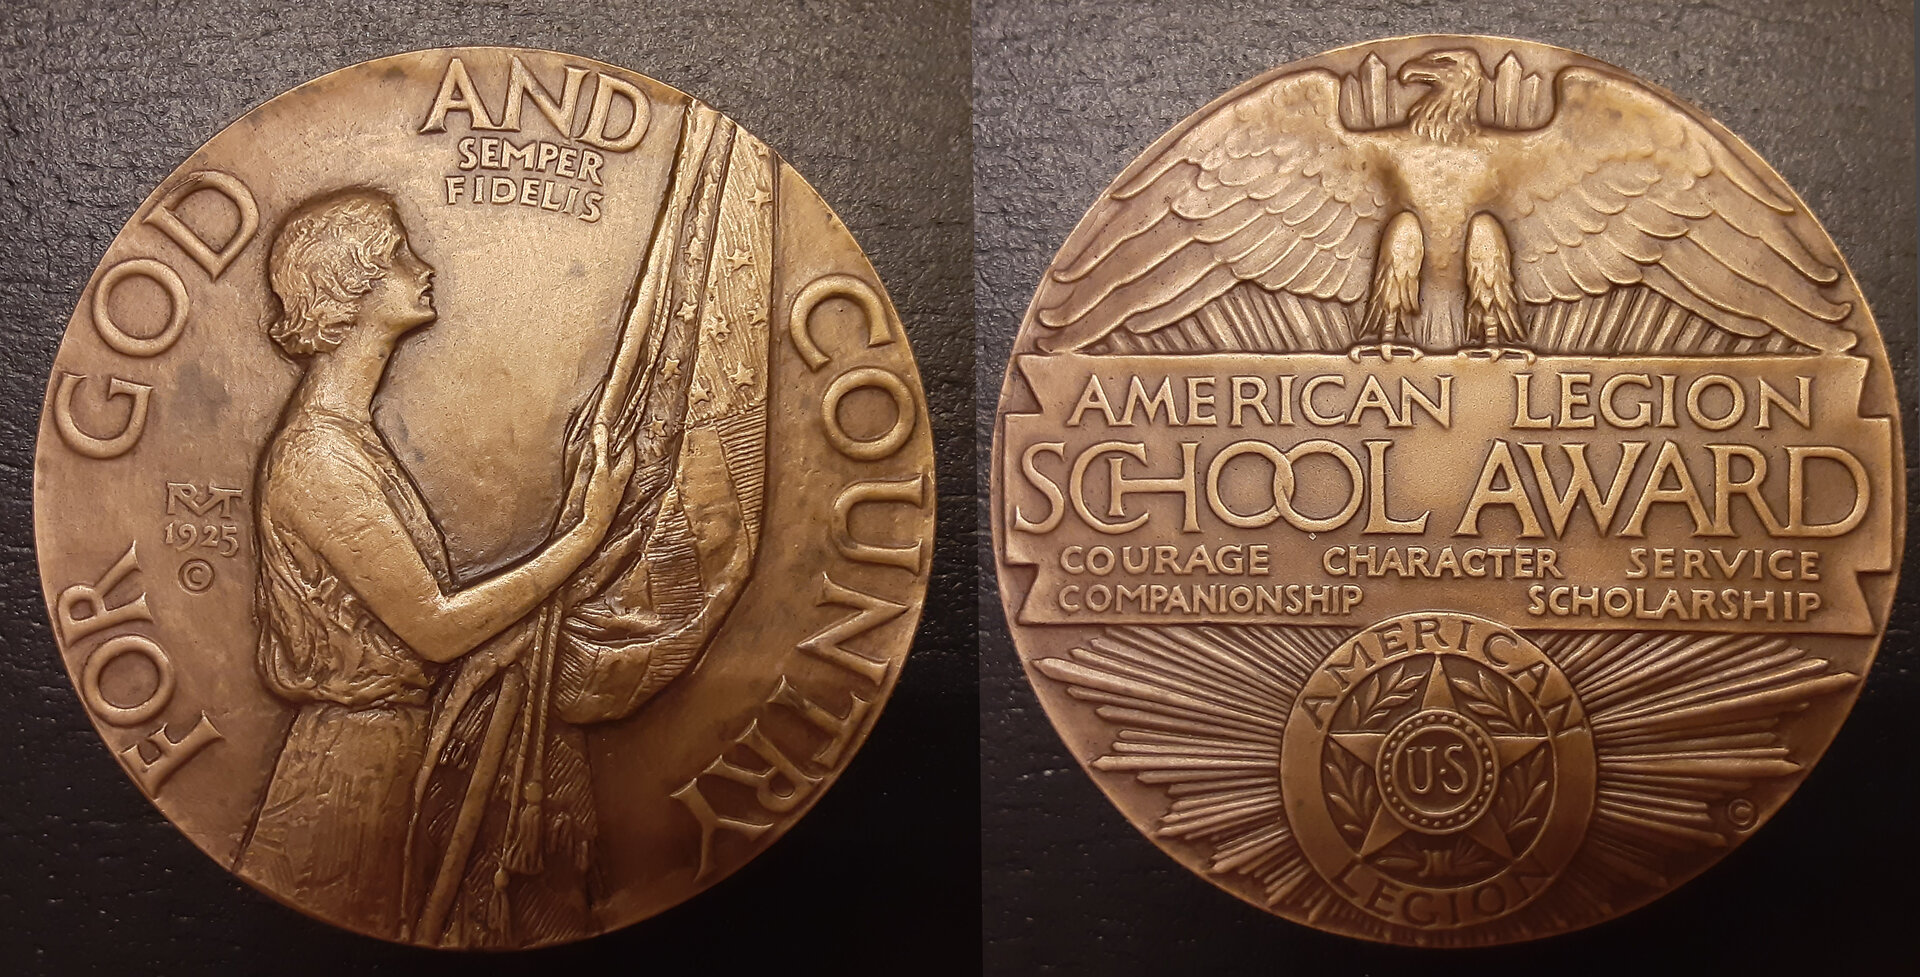 FOR GOD AND COUNTRY
SEMPER
FIDELIS
RMT
1925
©
AMERICAN LEGION
SCHOOL AWARD
COURAGE CHARACTER SERVICE
COMPANIONSHIP SCHOLARSHIP
AMERICAN
U.S
LEGION
©